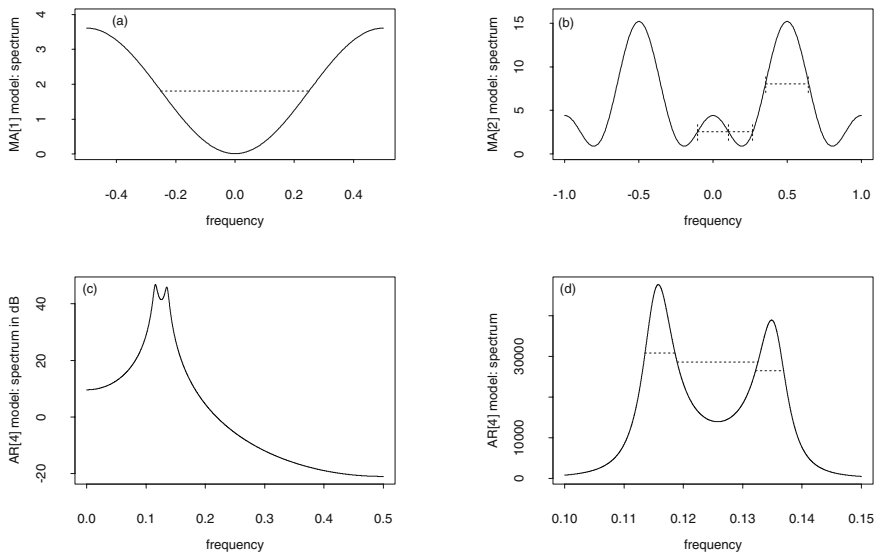 (a)
MA[1] model: spectrum
4
3
2
1
0
-0.4 -0.2 0.0 0.2 0.4
frequency
(b)
MA[2] model: spectrum
15
10
5
0
-1.0 -0.5 0.0 0.5 1.0
frequency
(c)
AR[4] model: spectrum in dB
40
20
0
-20
0.0 0.1 0.2 0.3 0.4 0.5
frequency
(d)
AR[4] model: spectrum
30000
10000
0
0.10 0.11 0.12 0.13 0.14 0.15
frequency